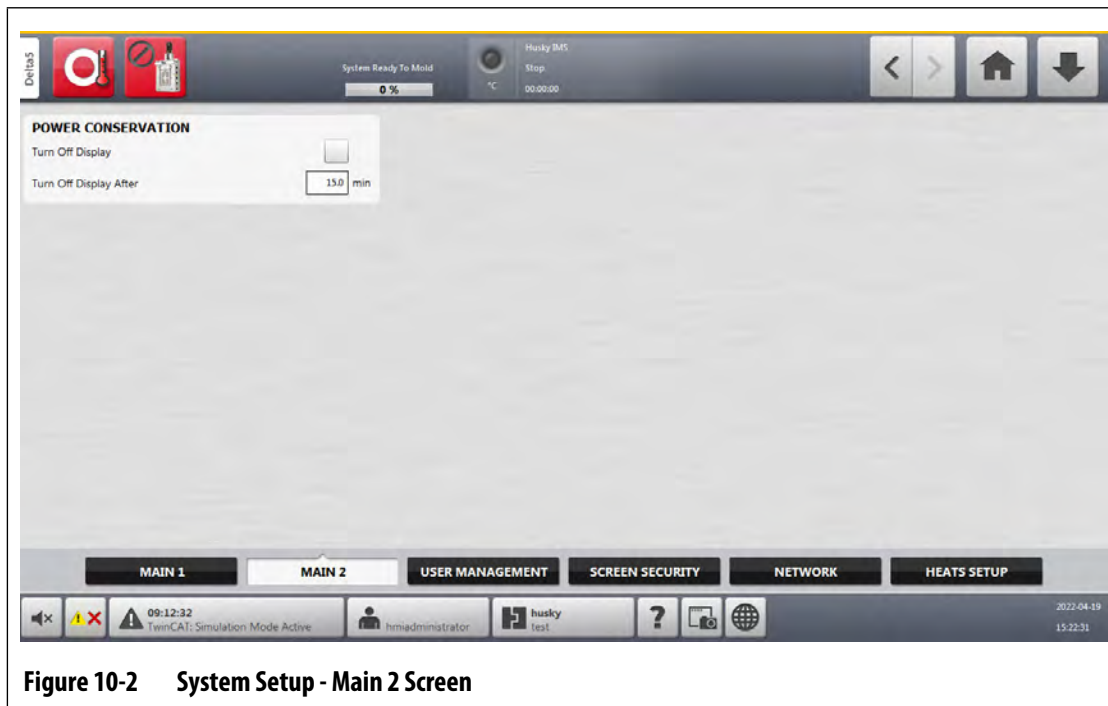 Delta5
System Ready To Mold
0 %
°C
Husky IMS
Stop
00:00:00
POWER CONSERVATION
Turn Off Display
Turn Off Display After
15.0 min
MAIN 1
MAIN 2
USER MANAGEMENT
SCREEN SECURITY
NETWORK
HEATS SETUP
09:12:32
TwinCAT: Simulation Mode Active
hmiadministrator
husky
test
?
2022-04-19
15:22:31
Figure 10-2 System Setup - Main 2 Screen